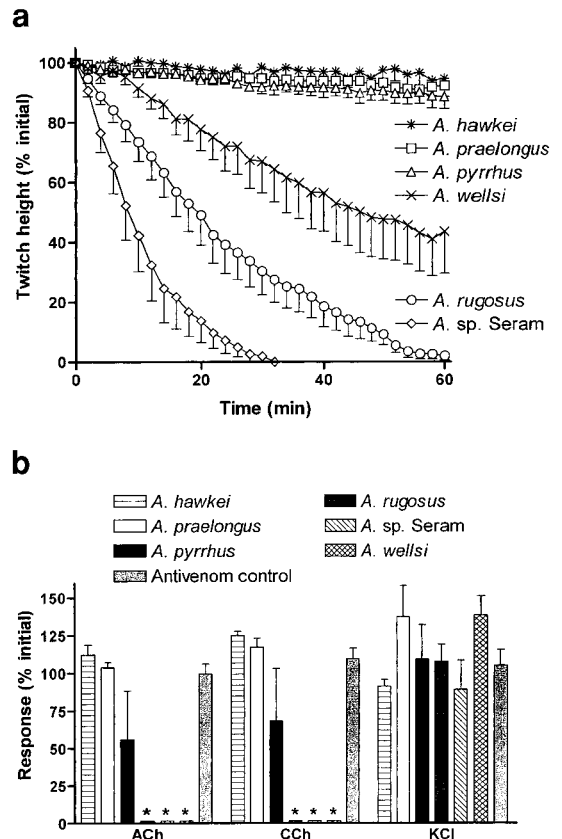 a
100
80
60
40
20
0
Twitch height (% initial)
A. hawkei
A. praelongus
A. pyrrhus
A. wellsi
A. rugosus
A. sp. Seram
0 20 40 60
Time (min)
b
A. hawkei
A. praelongus
A. pyrrhus
Antivenom control
A. rugosus
A. sp. Seram
A. wellsi
150
125
100
75
50
25
0
Response (% initial)
* * * * * *
ACh CCh KCl